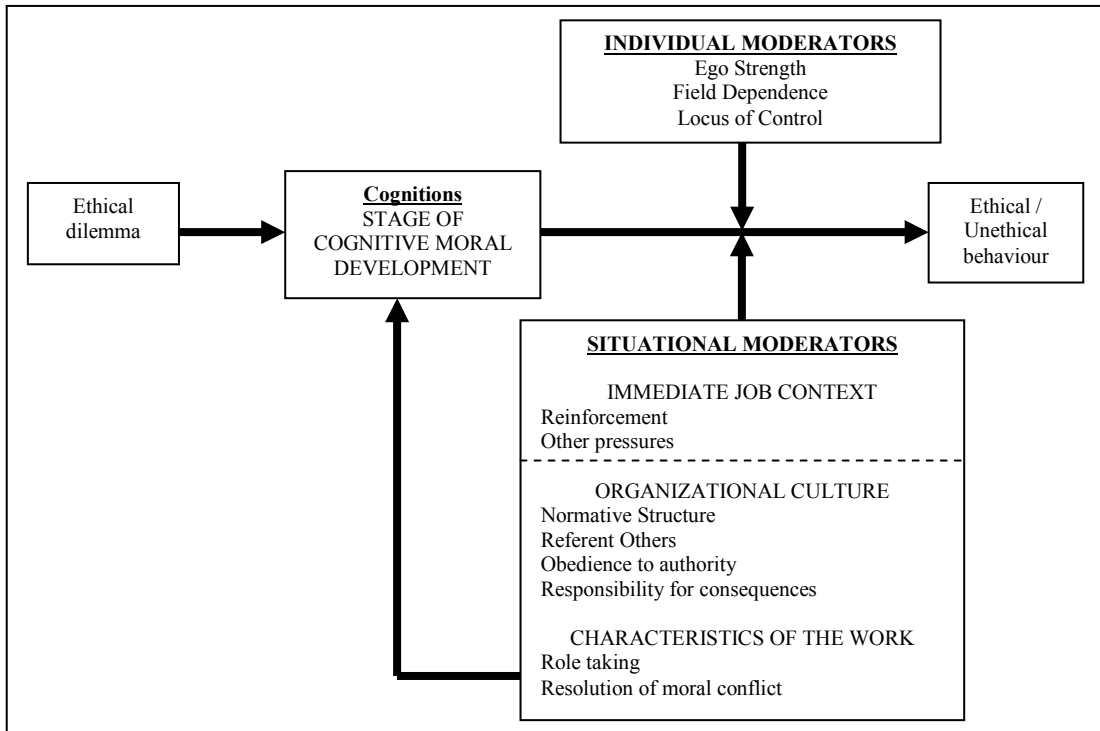 INDIVIDUAL MODERATORS
Ego Strength
Field Dependence
Locus of Control
Ethical
dilemma
Cognitions
STAGE OF
COGNITIVE MORAL
DEVELOPMENT
Ethical /
Unethical
behaviour
SITUATIONAL MODERATORS
IMMEDIATE JOB CONTEXT
Reinforcement
Other pressures
ORGANIZATIONAL CULTURE
Normative Structure
Referent Others
Obedience to authority
Responsibility for consequences
CHARACTERISTICS OF THE WORK
Role taking
Resolution of moral conflict